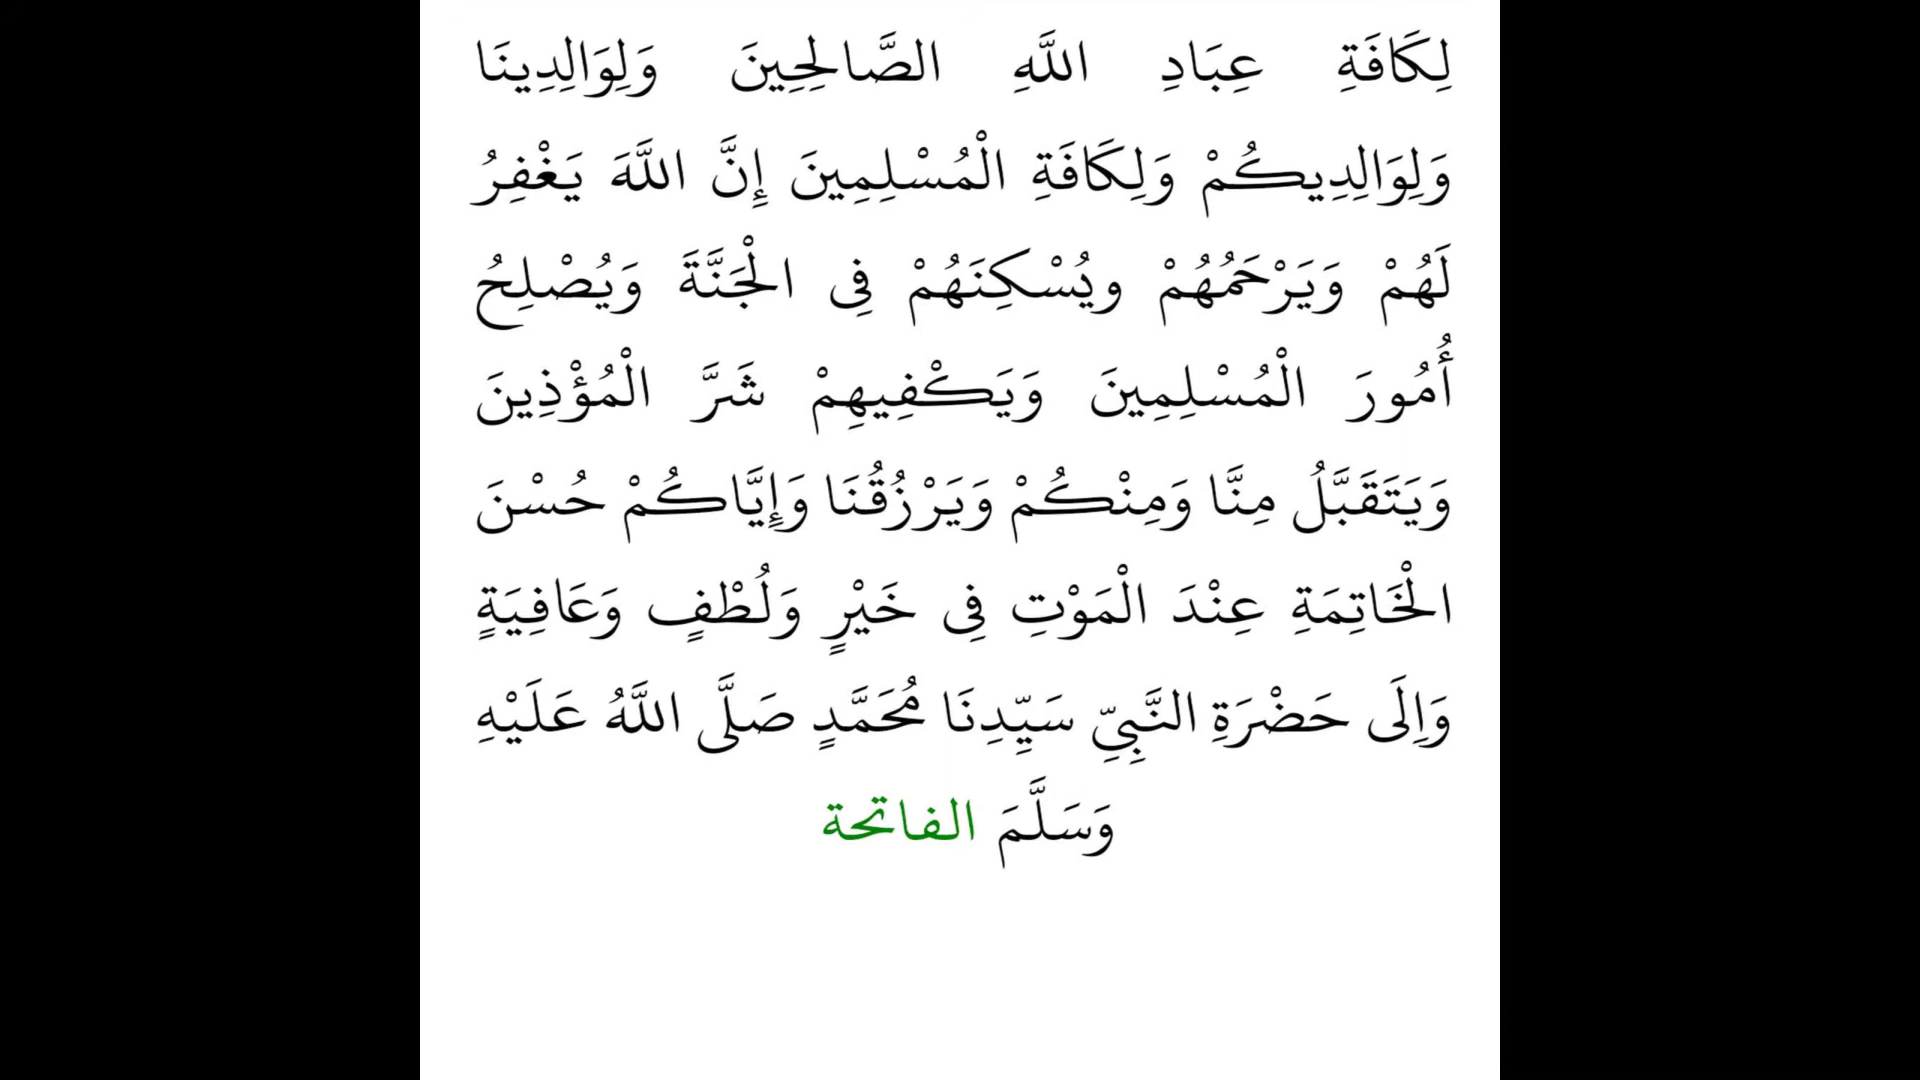 لِكَافَةِ عِبَادِ اللَّهِ الصَّالِحِينَ وَلِوَالِدِينَا
وَلِوَالِدِيكُمْ وَلِكَافَةِ الْمُسْلِمِينَ إِنَّ اللَّهَ يَغْفِرُ
لَهُمْ وَيَرْحَمُهُمْ ويُسْكِنَهُمْ فِى الْجَنَّةَ وَيُصْلِحُ
أُمُورَ الْمُسْلِمِينَ وَيَكْفِيهِمْ شَرَّ الْمُؤْذِينَ
وَيَتَقَبَّلُ مِنَّا وَمِنْكُمْ وَيَرْزُقُنَا وَإِيَّاكُمْ حُسْنَ
الْخَاتِمَةِ عِنْدَ الْمَوْتِ فِى خَيْرٍ وَلُطْفٍ وَعَافِيَةٍ
وَاِلَى حَضْرَةِ النَّبِيِّ سَيِّدِنَا مُحَمَّدٍ صَلَّى اللَّهُ عَلَيْهِ
وَسَلَّمَ الفاتحة